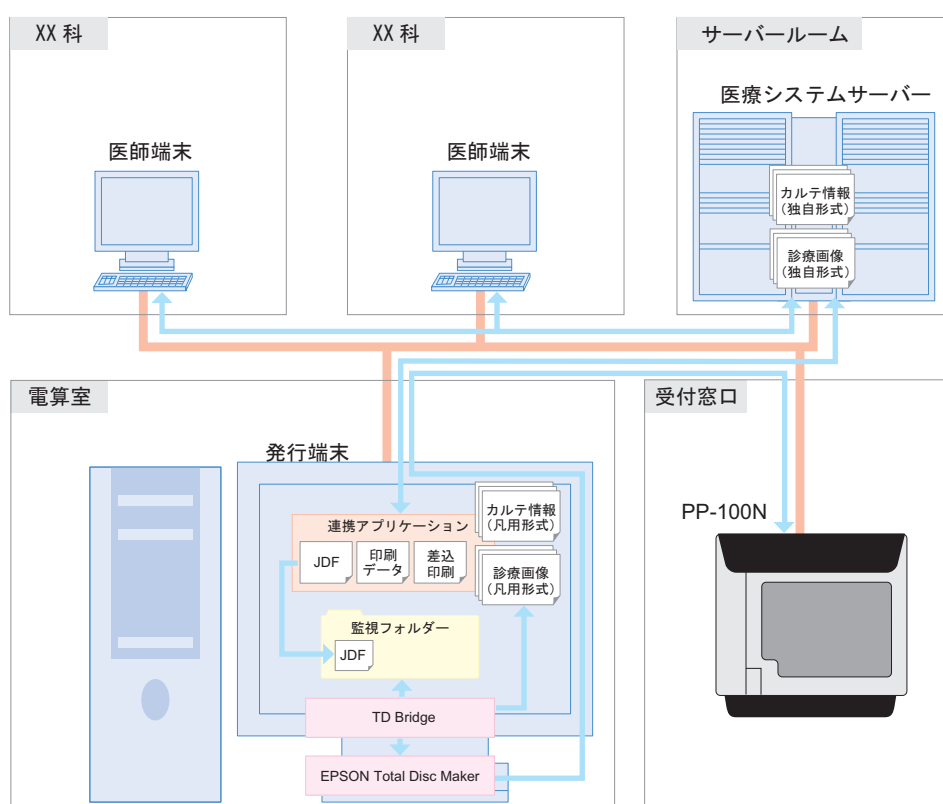 XX 科
XX 科
サーバールーム
医療システムサーバー
医師端末
医師端末
カルテ情報
(独自形式)
診療画像
(独自形式)
電算室
受付窓口
発行端末
カルテ情報
(凡用形式)
連携アプリケーション
JDF
印刷
データ
差込
印刷
診療画像
(凡用形式)
PP-100N
監視フォルダー
JDF
TD Bridge
EPSON Total Disc Maker